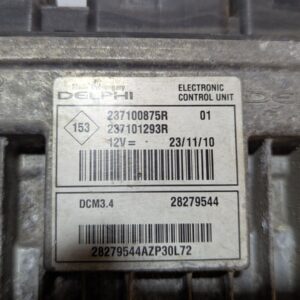 DELPHI
ELECTRONIC
CONTROL UNIT
237100875R 01
153
237101293R
12V= 23/11/10
DCM3.4 28279544
28279544AZP30L72